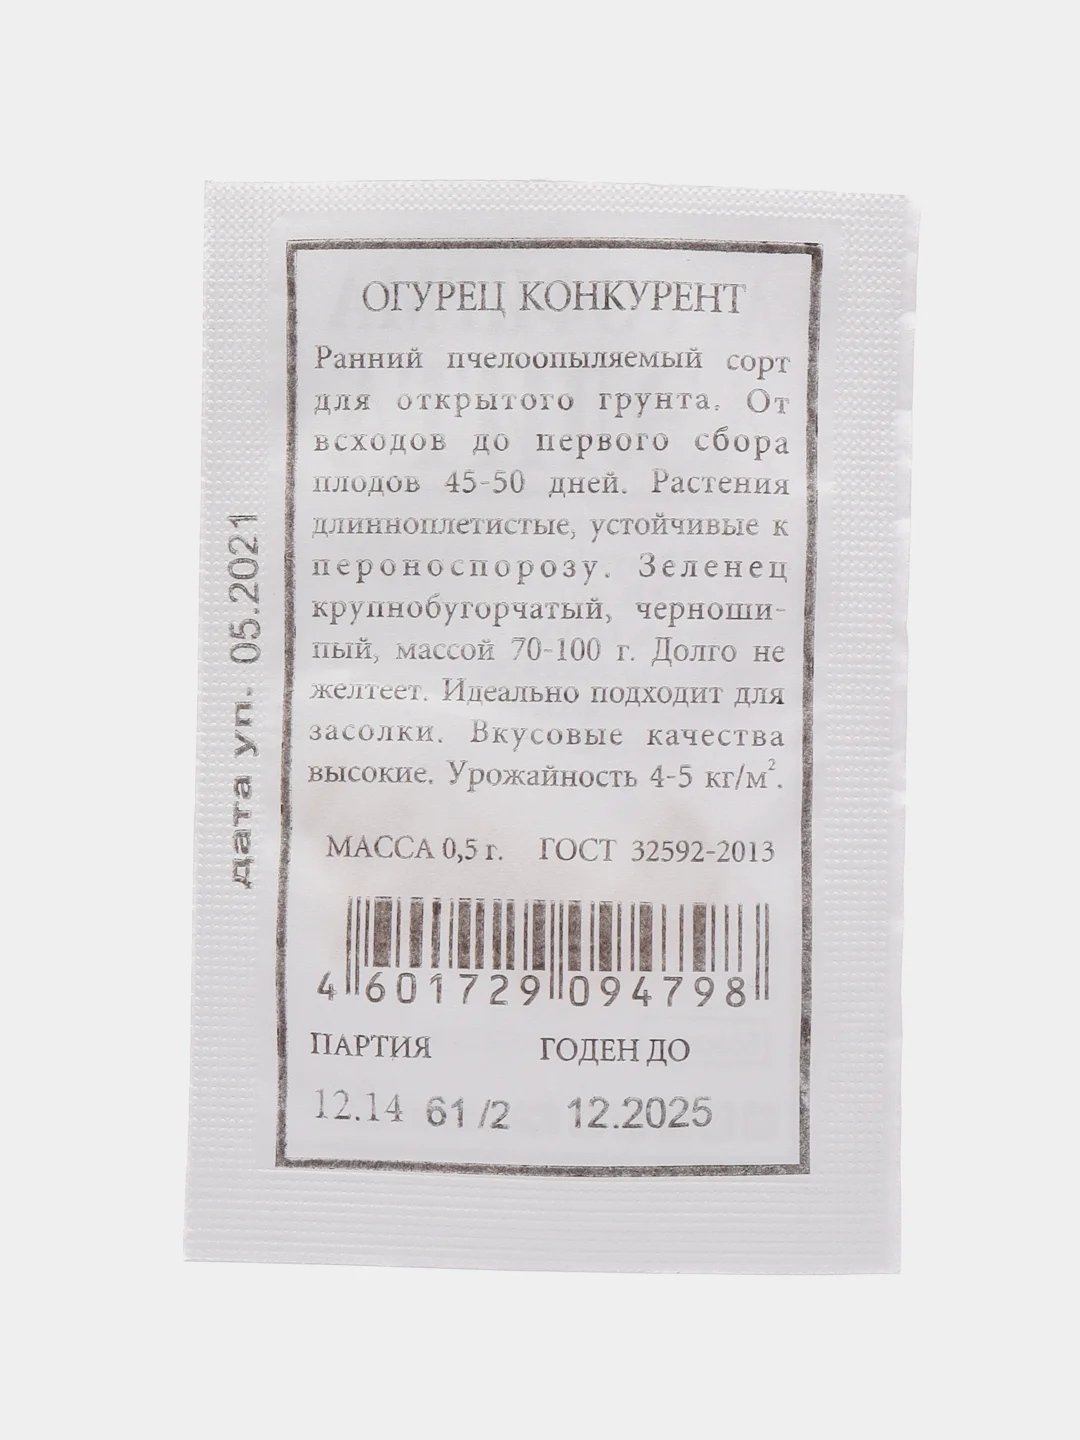 ОГУРЕЦ КОНКУРЕНТ
Ранний пчелоопыляемый сорт
для открытого грунта. От
всходов до первого сбора
плодов 45-50 дней. Растения
длинноплетистые, устойчивые к
пероноспорозу. Зеленец
крупнобугорчатый, черноши-
пый, массой 70-100 г. Долго не
желтеет. Идеально подходит для
засолки. Вкусовые качества
высокие. Урожайность 4-5 кг/м².
МАССА 0,5 г. ГОСТ 32592-2013
4 601729 094798
ПАРТИЯ ГОДЕН ДО
12.14 61 /2 12.2025
дата уп. 05.2021